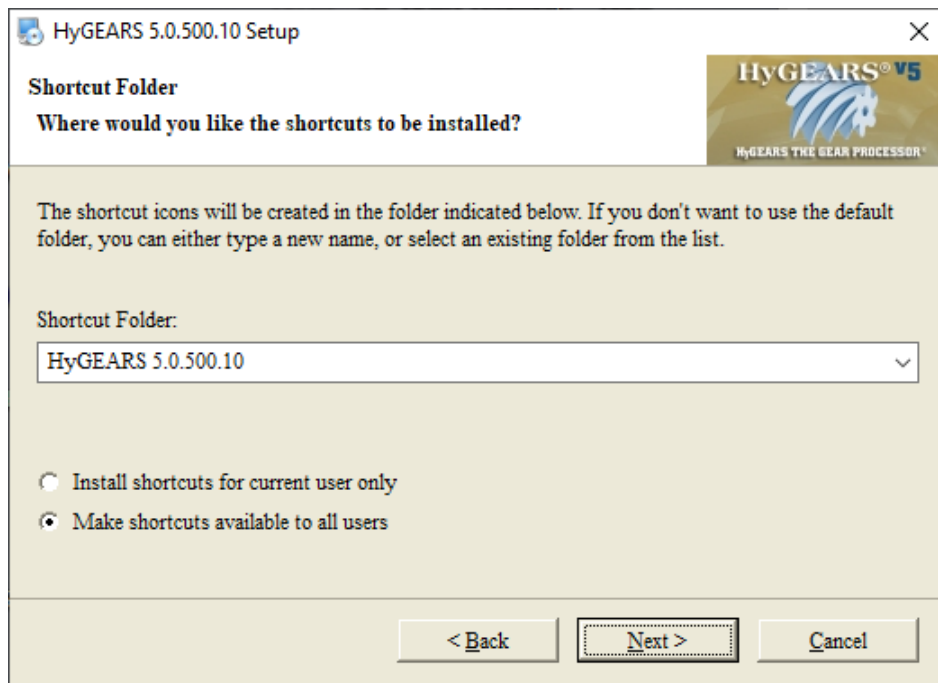 HyGEARS 5.0.500.10 Setup
Shortcut Folder
Where would you like the shortcuts to be installed?
HyGEARS® V5
HyGEARS THE GEAR PROCESSOR®
The shortcut icons will be created in the folder indicated below. If you don't want to use the default
folder, you can either type a new name, or select an existing folder from the list.
Shortcut Folder:
HyGEARS 5.0.500.10
Install shortcuts for current user only
Make shortcuts available to all users
< Back Next > Cancel